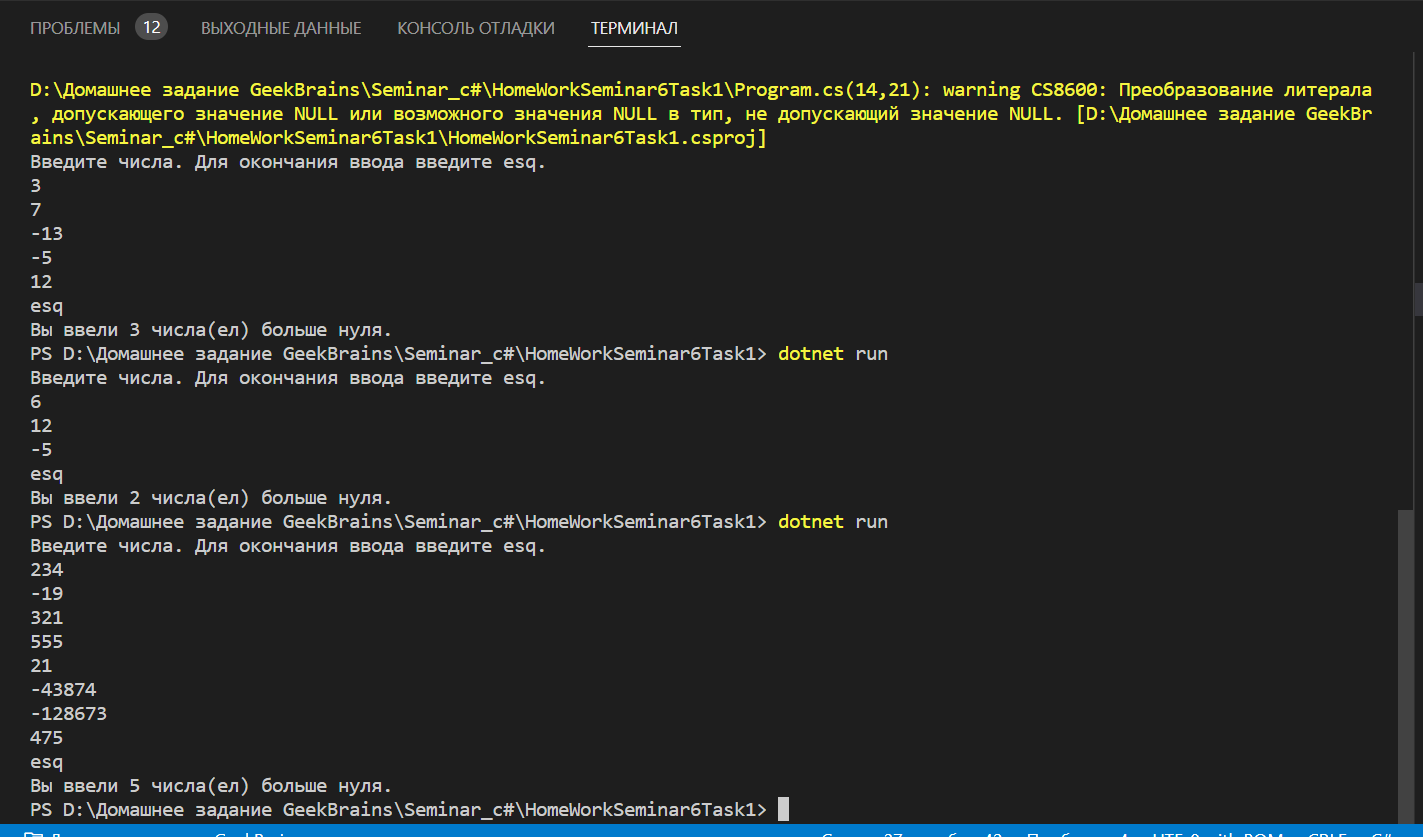 ПРОБЛЕМЫ 12 ВЫХОДНЫЕ ДАННЫЕ КОНСОЛЬ ОТЛАДКИ ТЕРМИНАЛ
D:\Домашнее задание GeekBrains\Seminar_c#\HomeWorkSeminar6Task1\Program.cs(14,21): warning CS8600: Преобразование литерала
, допускающего значение NULL или возможного значения NULL в тип, не допускающий значение NULL. [D:\Домашнее задание GeekBr
ains\Seminar_c#\HomeWorkSeminar6Task1\HomeWorkSeminar6Task1.csproj]
Введите числа. Для окончания ввода введите esq.
3
7
-13
-5
12
esq
Вы ввели 3 числа(ел) больше нуля.
PS D:\Домашнее задание GeekBrains\Seminar_c#\HomeWorkSeminar6Task1> dotnet run
Введите числа. Для окончания ввода введите esq.
6
12
-5
esq
Вы ввели 2 числа(ел) больше нуля.
PS D:\Домашнее задание GeekBrains\Seminar_c#\HomeWorkSeminar6Task1> dotnet run
Введите числа. Для окончания ввода введите esq.
234
-19
321
555
21
-43874
-128673
475
esq
Вы ввели 5 числа(ел) больше нуля.
PS D:\Домашнее задание GeekBrains\Seminar_c#\HomeWorkSeminar6Task1>